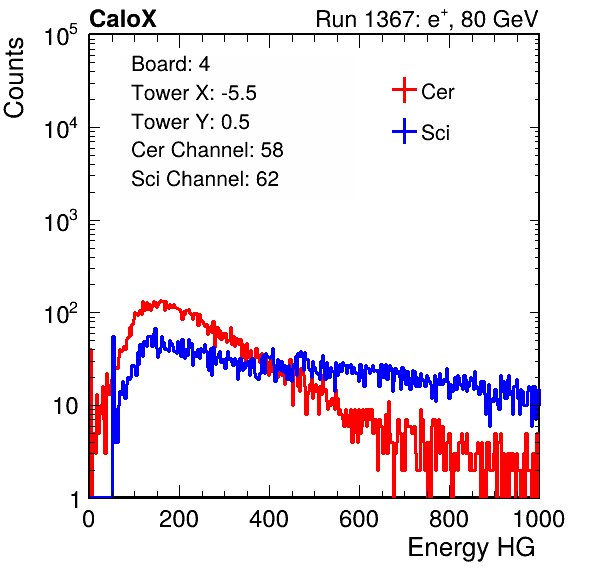 CaloX Run 1367: e⁺, 80 GeV
Counts
Board: 4
Tower X: -5.5
Tower Y: 0.5
Cer Channel: 58
Sci Channel: 62
Cer
Sci
10⁵
10⁴
10³
10²
10
1
0 200 400 600 800 1000
Energy HG